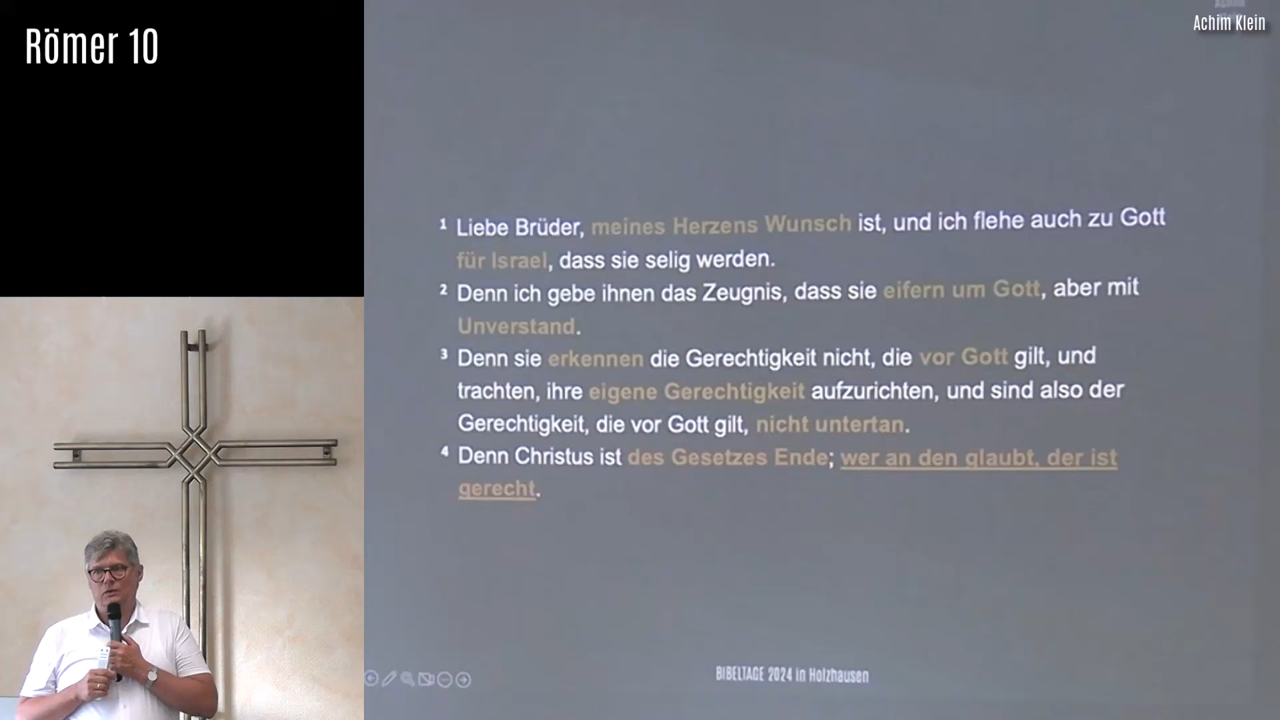 Römer 10
Achim Klein
¹ Liebe Brüder, meines Herzens Wunsch ist, und ich flehe auch zu Gott
für Israel, dass sie selig werden.
² Denn ich gebe ihnen das Zeugnis, dass sie eifern um Gott, aber mit
Unverstand.
³ Denn sie erkennen die Gerechtigkeit nicht, die vor Gott gilt, und
trachten, ihre eigene Gerechtigkeit aufzurichten, und sind also der
Gerechtigkeit, die vor Gott gilt, nicht untertan.
⁴ Denn Christus ist des Gesetzes Ende; wer an den glaubt, der ist
gerecht.
BIBELTAGE 2024 in Holzhausen